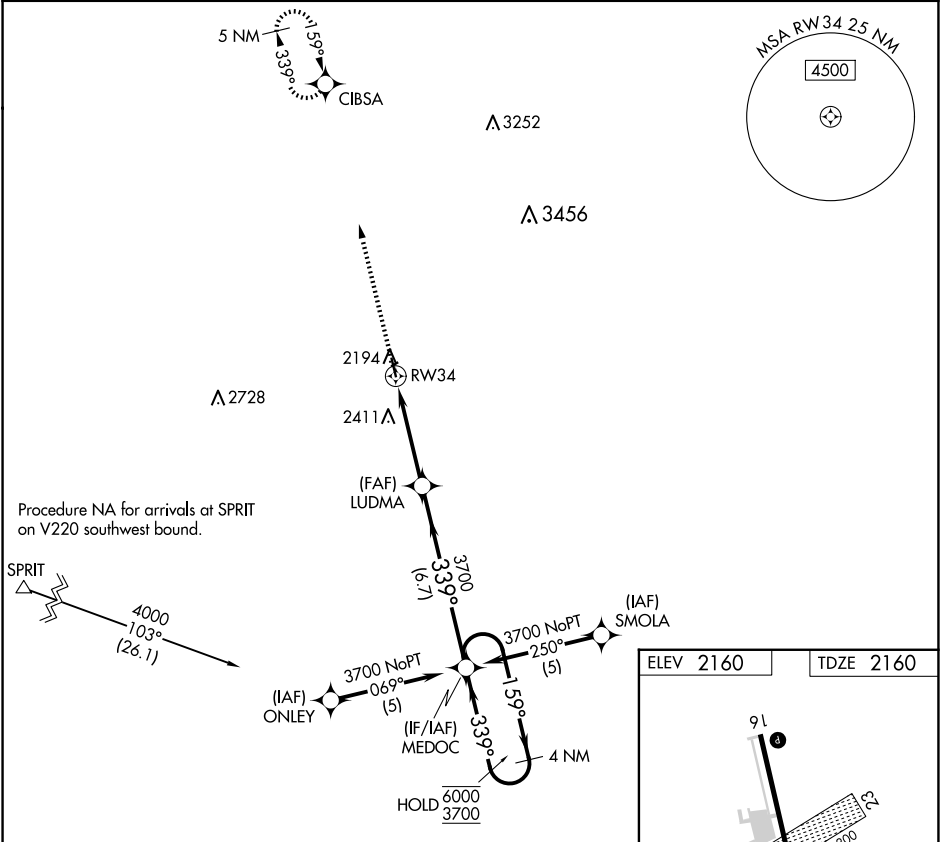 MSA RW34 25 NM
4500
5 NM
339°
159°
CIBSA
3252
3456
2194
RW34
2728
2411
(FAF)
LUDMA
Procedure NA for arrivals at SPRIT
on V220 southwest bound.
SPRIT
4000
103°
(26.1)
3700
339°
(6.7)
(IAF)
SMOLA
3700 NoPT
250°
(5)
3700 NoPT
069°
(5)
(IAF)
ONLEY
(IF/IAF)
MEDOC
339°
159°
4 NM
HOLD 6000
3700
ELEV 2160
TDZE 2160
16
P
23